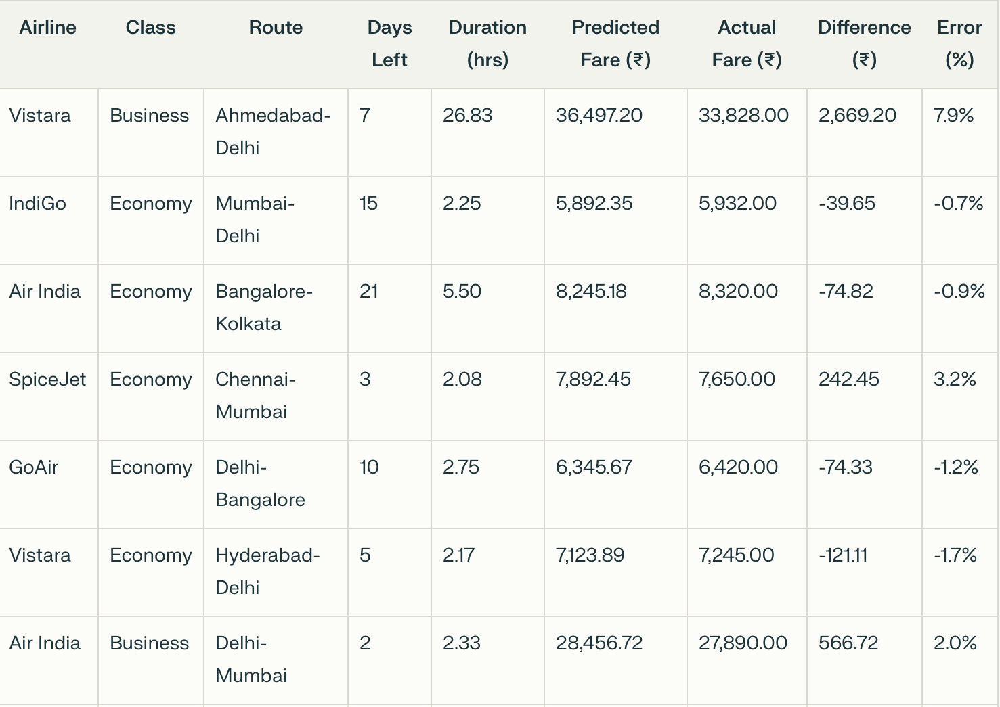 Airline Class Route Days Left Duration (hrs) Predicted Fare (₹) Actual Fare (₹) Difference (₹) Error (%)
Vistara Business Ahmedabad-Delhi 7 26.83 36,497.20 33,828.00 2,669.20 7.9%
IndiGo Economy Mumbai-Delhi 15 2.25 5,892.35 5,932.00 -39.65 -0.7%
Air India Economy Bangalore-Kolkata 21 5.50 8,245.18 8,320.00 -74.82 -0.9%
SpiceJet Economy Chennai-Mumbai 3 2.08 7,892.45 7,650.00 242.45 3.2%
GoAir Economy Delhi-Bangalore 10 2.75 6,345.67 6,420.00 -74.33 -1.2%
Vistara Economy Hyderabad-Delhi 5 2.17 7,123.89 7,245.00 -121.11 -1.7%
Air India Business Delhi-Mumbai 2 2.33 28,456.72 27,890.00 566.72 2.0%